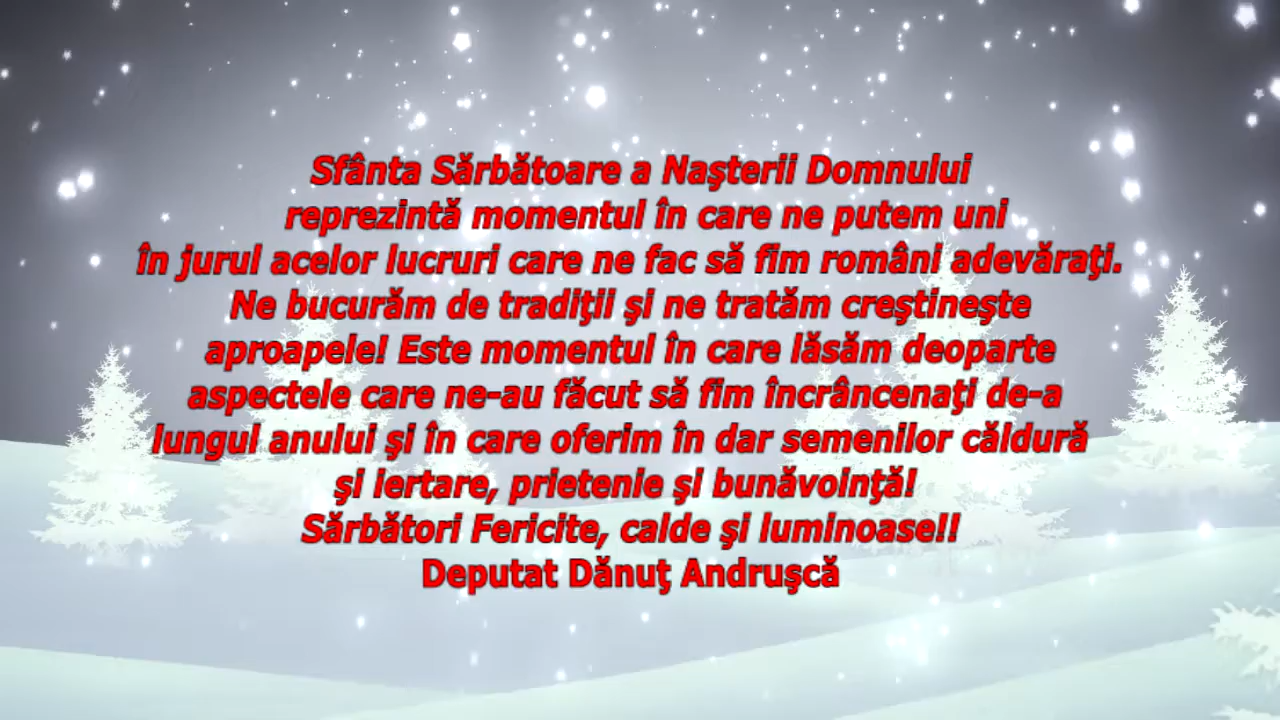 Sfânta Sărbătoare a Naşterii Domnului
reprezintă momentul în care ne putem uni
în jurul acelor lucruri care ne fac să fim români adevăraţi.
Ne bucurăm de tradiţii şi ne tratăm creştineşte
aproapele! Este momentul în care lăsăm deoparte
aspectele care ne-au făcut să fim încrâncenaţi de-a
lungul anului şi în care oferim în dar semenilor căldură
şi iertare, prietenie şi bunăvoinţă!
Sărbători Fericite, calde şi luminoase!!
Deputat Dănuţ Andruşcă